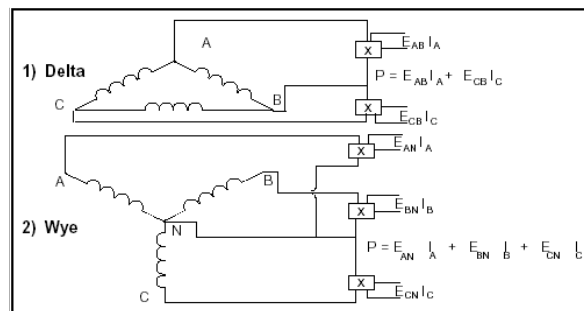 A
E_AB I_A
X
1) Delta
P = E_AB I_A + E_CB I_C
C
B
X
E_CB I_C
X
E_AN I_A
A
B
E_BN I_B
X
2) Wye
N
P = E_AN I_A + E_BN I_B + E_CN I_C
C
X
E_CN I_C